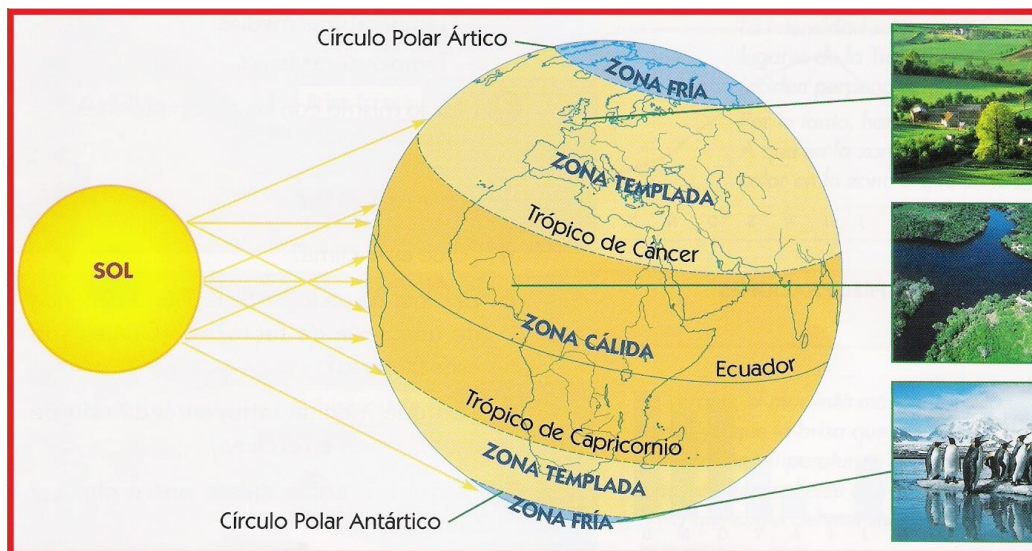 Círculo Polar Ártico
ZONA FRÍA
ZONA TEMPLADA
Trópico de Cáncer
SOL
ZONA CÁLIDA
Ecuador
Trópico de Capricornio
ZONA TEMPLADA
Círculo Polar Antártico
ZONA FRÍA